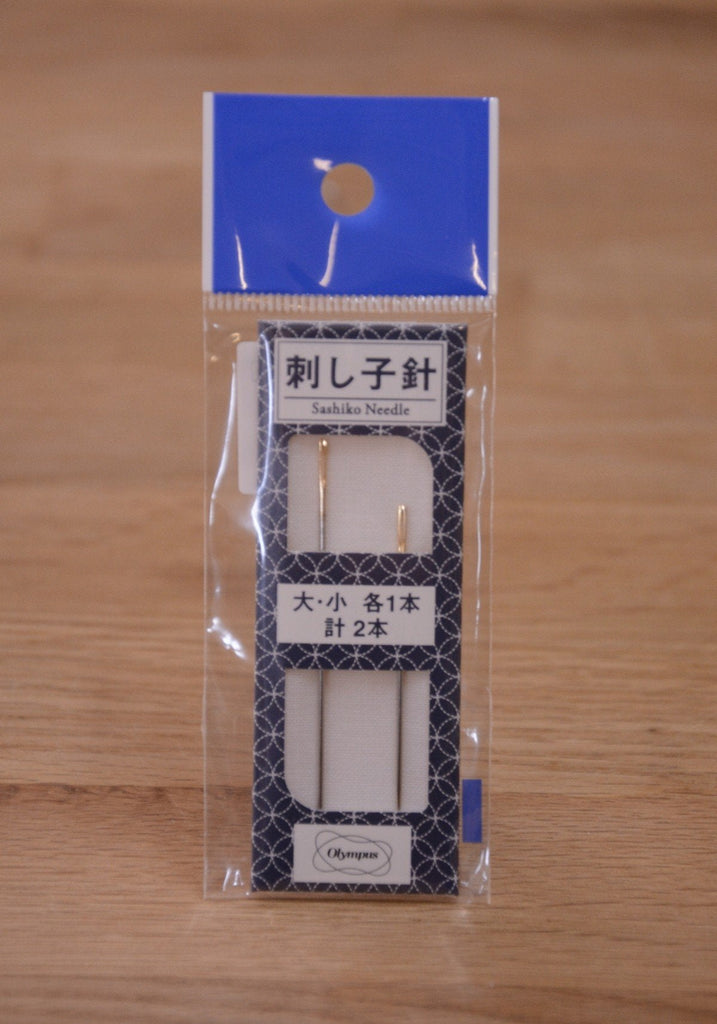 刺し子針
Sashiko Needle
大・小 各1本
計 2本
Olympus